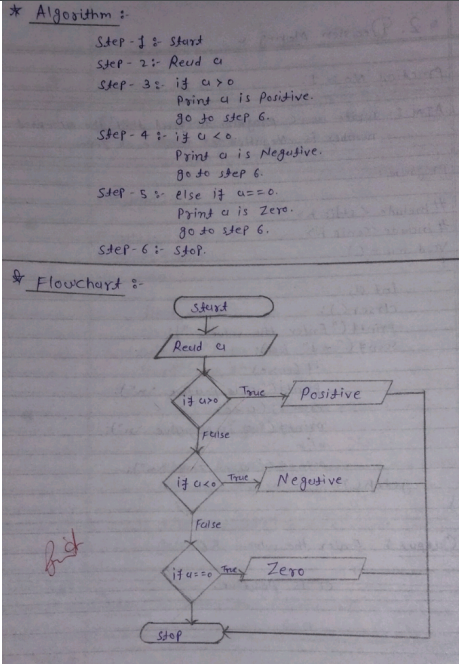 * Algorithm :-
Step-1 :- Start
Step-2 :- Read a
Step-3 :- if a>0
Print a is Positive.
go to step 6.
Step-4 :- if a<0
Print a is Negative.
go to step 6.
Step-5 :- else if a==0.
Print a is Zero.
go to step 6.
Step-6 :- Stop.
* Flowchart :-
Start
Read a
if a>0
True
Positive
False
if a<0
True
Negative
False
if a==0
True
Zero
Stop